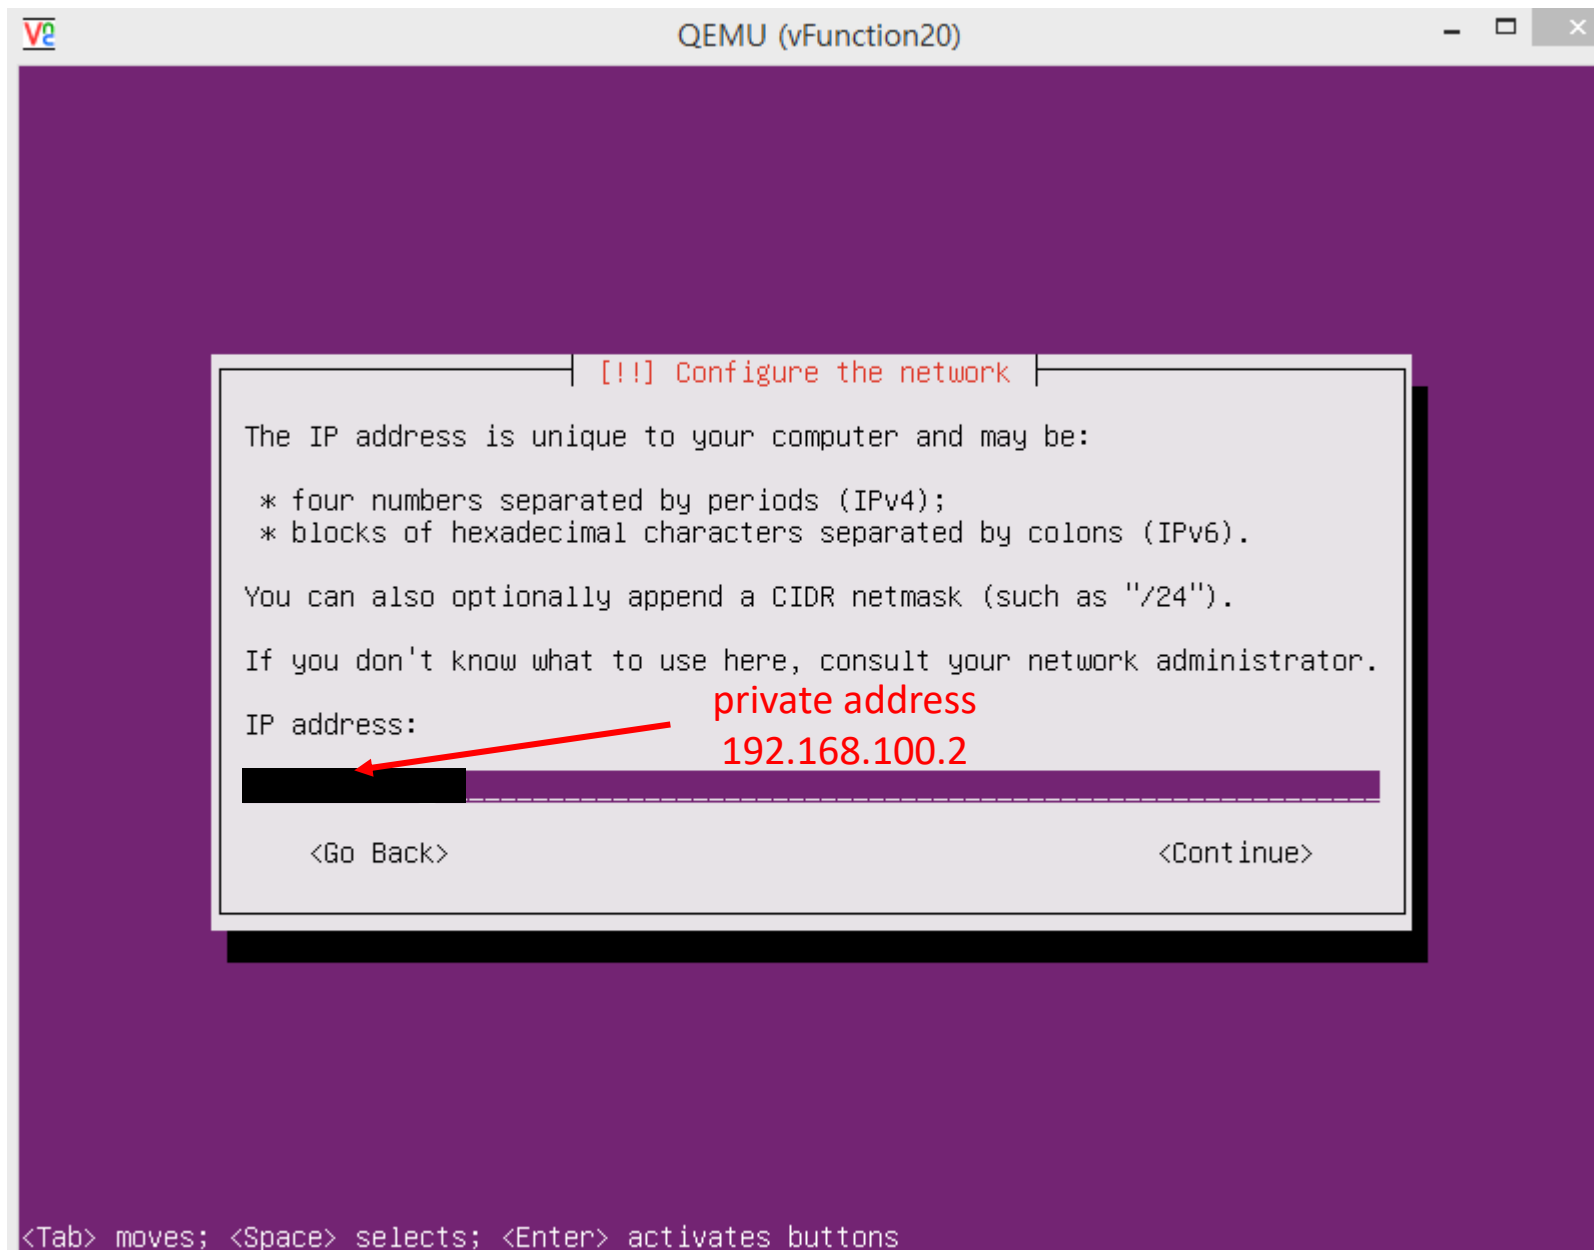 QEMU (vFunction20)
[!!] Configure the network
The IP address is unique to your computer and may be:
* four numbers separated by periods (IPv4);
* blocks of hexadecimal characters separated by colons (IPv6).
You can also optionally append a CIDR netmask (such as "/24").
If you don't know what to use here, consult your network administrator.
private address
IP address:
192.168.100.2
<Go Back> <Continue>
<Tab> moves; <Space> selects; <Enter> activates buttons